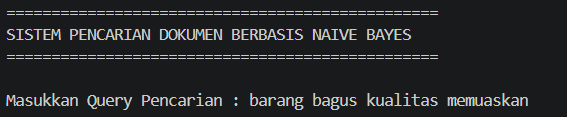 ================================================
SISTEM PENCARIAN DOKUMEN BERBASIS NAIVE BAYES
================================================
Masukkan Query Pencarian : barang bagus kualitas memuaskan